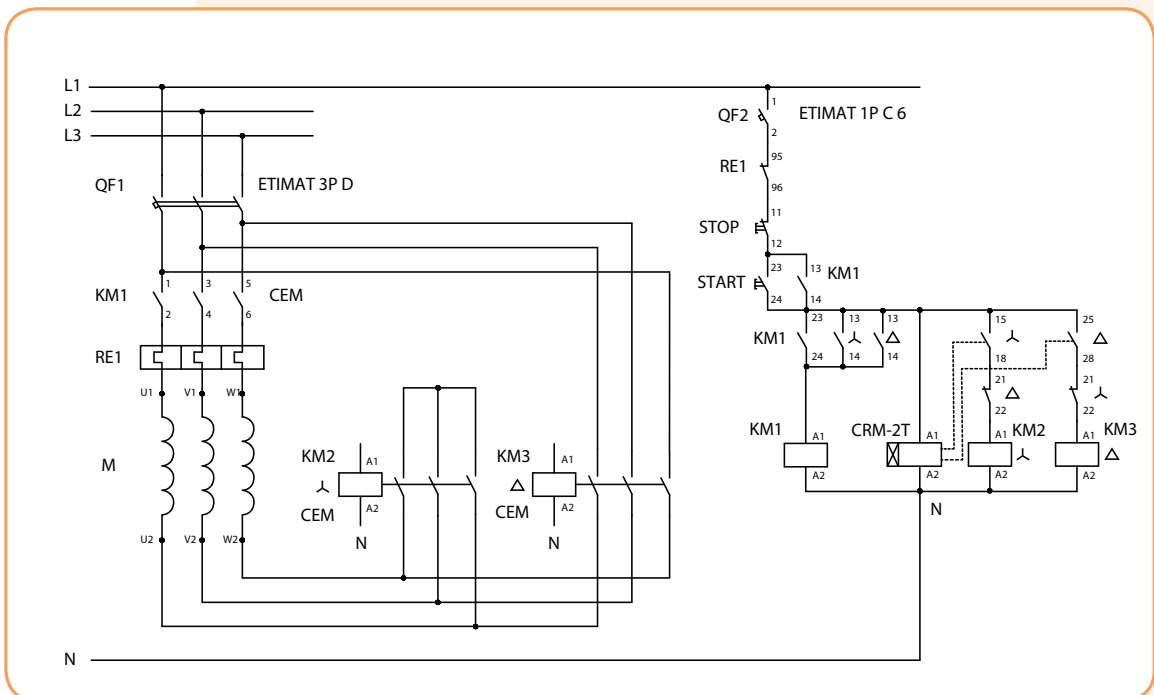 L1
L2
L3
QF1
ETIMAT 3P D
1 3 5
KM1
CEM
2 4 6
RE1
U1 V1 W1
M
U2 V2 W2
KM2
A1
A2
CEM
N
KM3
A1
A2
CEM
N
N
1
QF2
ETIMAT 1P C 6
2
95
RE1
96
11
STOP
12
23 13
START
KM1
24 14
23 13 13 15 25
KM1
24 14 14 18 28
21 21
22 22
KM1
A1
A2
CRM-2T
A1
A2
A1
KM2
A2
A1
KM3
A2
N